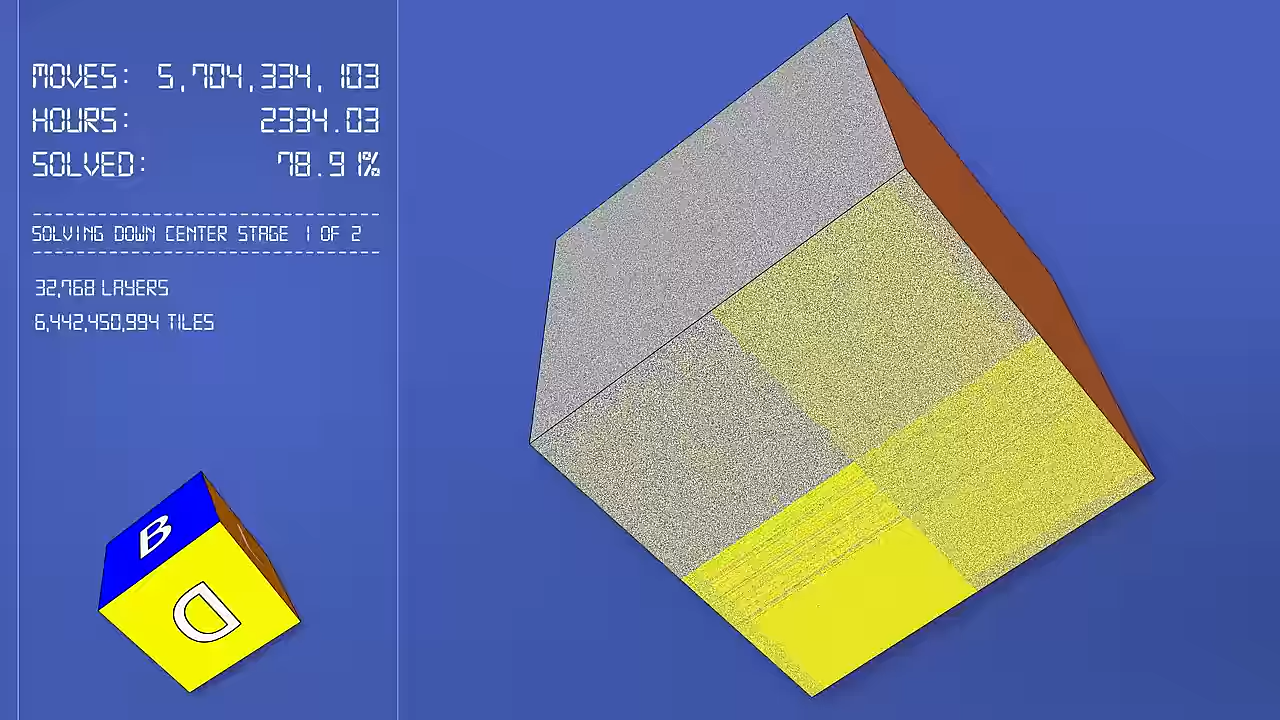 MOVES: 5,704,334,103
HOURS: 2334.03
SOLVED: 78.91%
SOLVING DOWN CENTER STAGE 1 OF 2
32,768 LAYERS
6,442,450,994 TILES
B
D